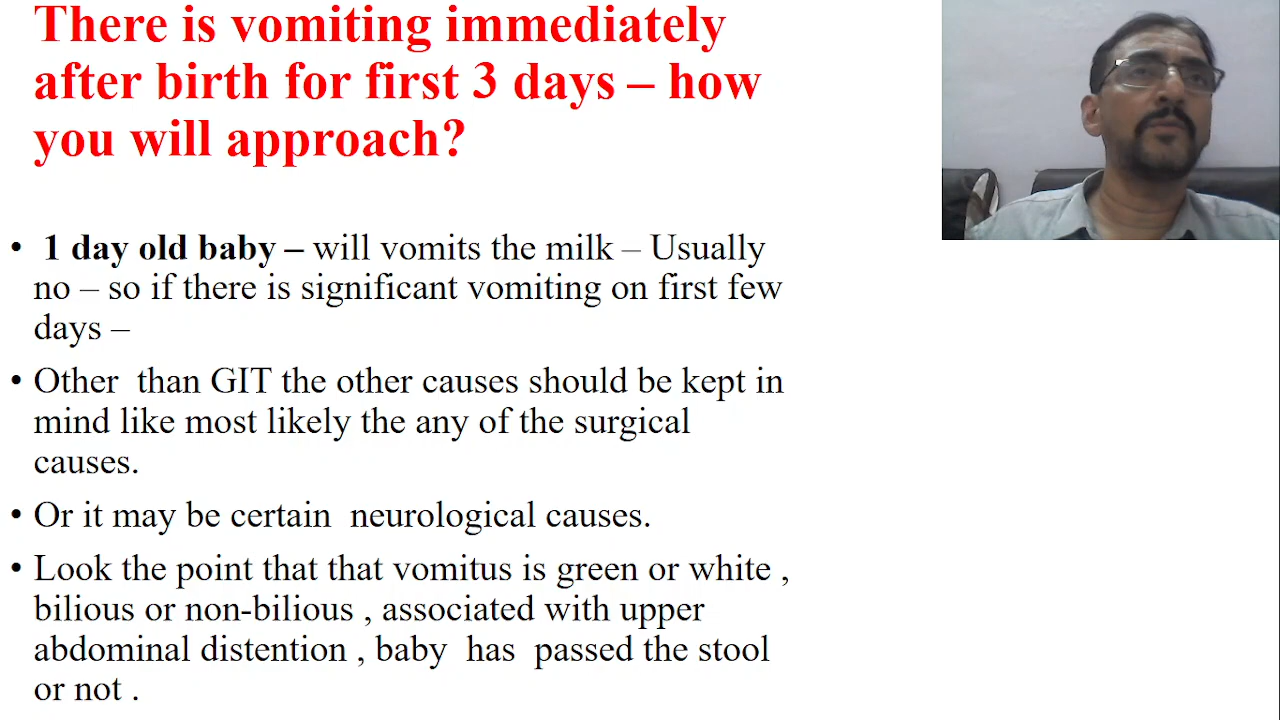 There is vomiting immediately
after birth for first 3 days – how
you will approach?
• 1 day old baby – will vomits the milk – Usually
no – so if there is significant vomiting on first few
days –
• Other than GIT the other causes should be kept in
mind like most likely the any of the surgical
causes.
• Or it may be certain neurological causes.
• Look the point that that vomitus is green or white ,
bilious or non-bilious , associated with upper
abdominal distention , baby has passed the stool
or not .